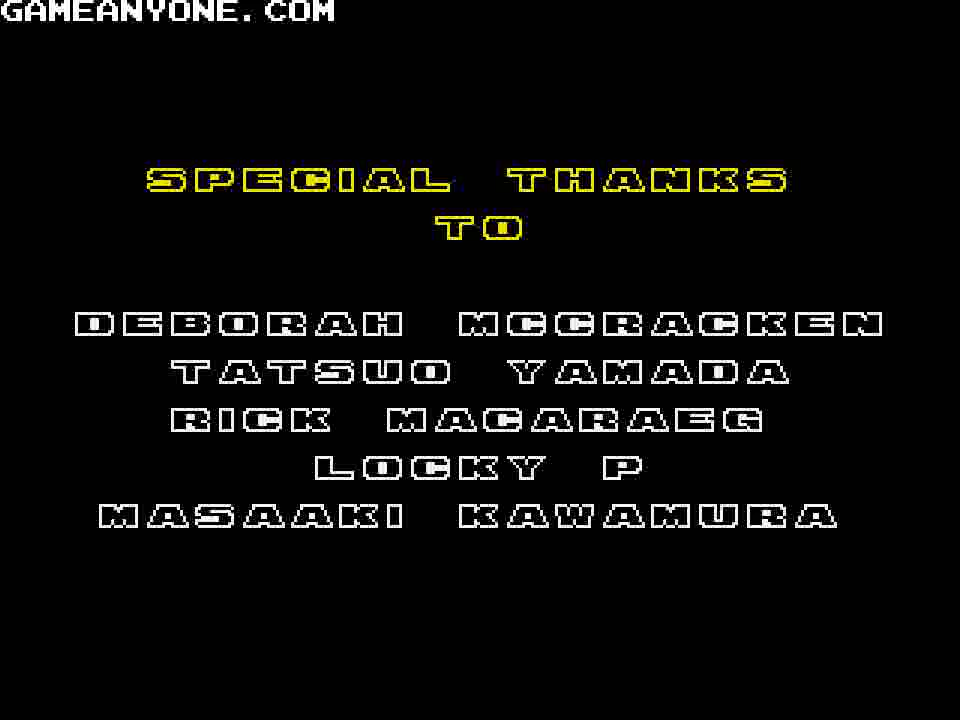 GAMEANYONE.COM
SPECIAL THANKS
TO
DEBORAH MCCRACKEN
TATSUO YAMADA
RICK MACARAEG
LOCKY P
MASAAKI KAWAMURA